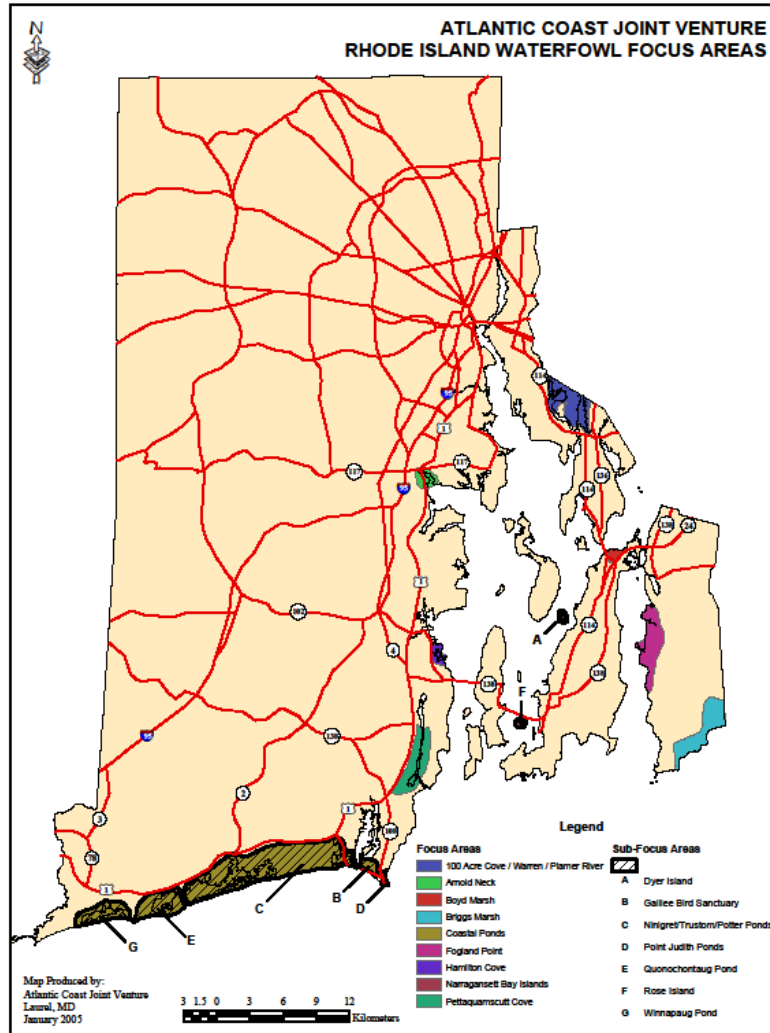 ATLANTIC COAST JOINT VENTURE
RHODE ISLAND WATERFOWL FOCUS AREAS
N
114
95
1
117
117
95
114
136
138
24
1
102
4
114
A
138
F
138
95
138
2
1
3
108
78
1
B
D
C
E
G
Legend
Focus Areas
100 Acre Cove / Warren / Plamer River
Arnold Neck
Boyd Marsh
Briggs Marsh
Coastal Ponds
Fogland Point
Hamilton Cove
Narragansett Bay Islands
Pettaquamscutt Cove
Sub-Focus Areas
A Dyer Island
B Galilee Bird Sanctuary
C Ninigret/Trustom/Potter Ponds
D Point Judith Ponds
E Quonochontaug Pond
F Rose Island
G Winnapaug Pond
Map Produced by:
Atlantic Coast Joint Venture
Laurel, MD
January 2005
3 1.5 0 3 6 9 12
Kilometers